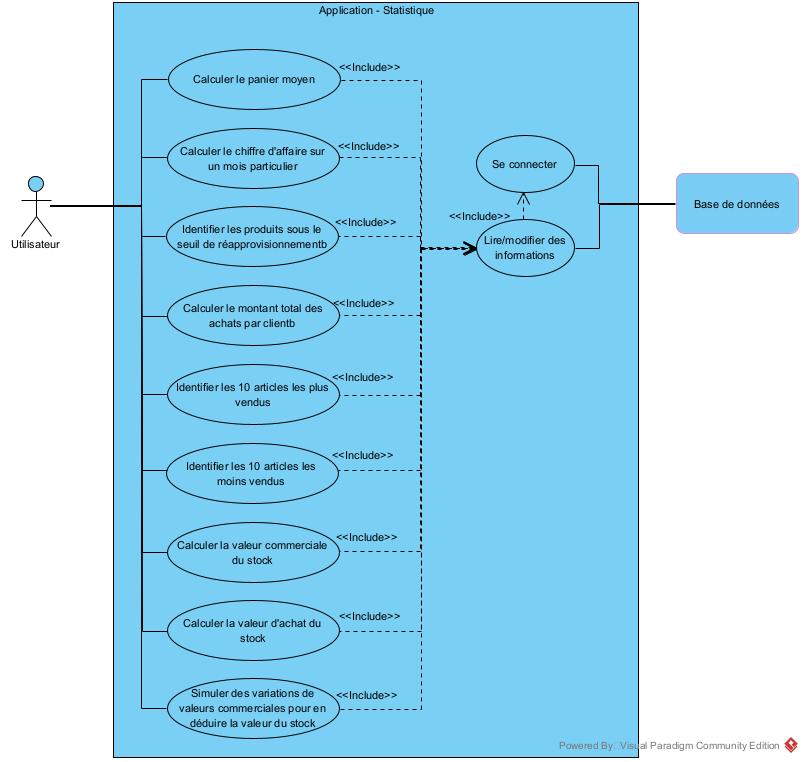 Application - Statistique
Calculer le panier moyen
<<Include>>
Calculer le chiffre d'affaire sur
un mois particulier
<<Include>>
Identifier les produits sous le
seuil de réapprovisionnementb
<<Include>>
Calculer le montant total des
achats par clientb
<<Include>>
Identifier les 10 articles les plus
vendus
<<Include>>
Identifier les 10 articles les
moins vendus
<<Include>>
Calculer la valeur commerciale
du stock
<<Include>>
Calculer la valeur d'achat du
stock
<<Include>>
Simuler des variations de
valeurs commerciales pour en
déduire la valeur du stock
<<Include>>
Utilisateur
Se connecter
<<Include>>
Lire/modifier des
informations
Base de données
Powered By Visual Paradigm Community Edition